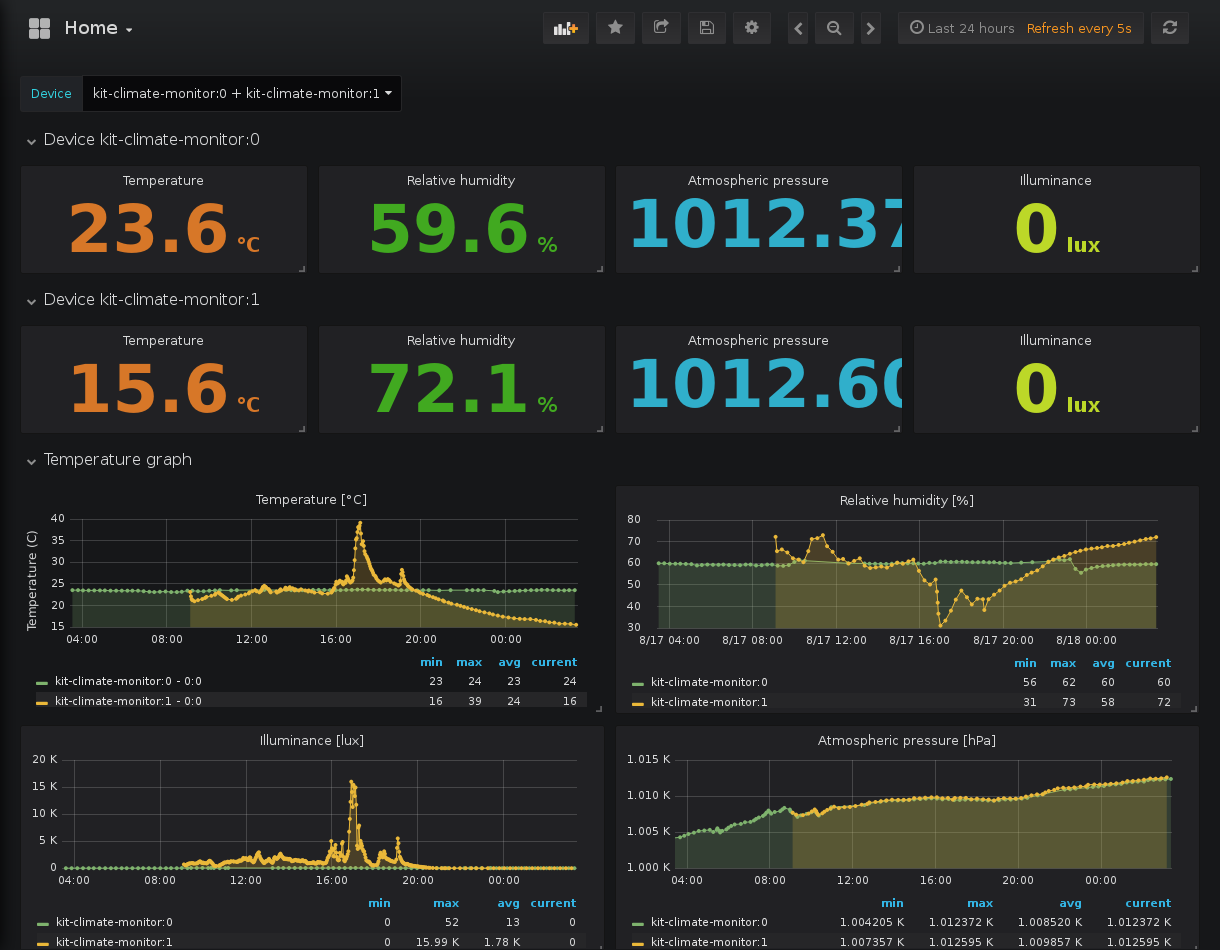 Home
Last 24 hours Refresh every 5s
Device kit-climate-monitor:0 + kit-climate-monitor:1
Device kit-climate-monitor:0
Temperature Relative humidity Atmospheric pressure Illuminance
23.6 °C 59.6 % 1012.37 0 lux
Device kit-climate-monitor:1
Temperature Relative humidity Atmospheric pressure Illuminance
15.6 °C 72.1 % 1012.60 0 lux
Temperature graph
Temperature [°C]
Temperature (C)
40
35
30
25
20
15
04:00 08:00 12:00 16:00 20:00 00:00
min max avg current
kit-climate-monitor:0 - 0:0 23 24 23 24
kit-climate-monitor:1 - 0:0 16 39 24 16
Relative humidity [%]
80
70
60
50
40
30
8/17 04:00 8/17 08:00 8/17 12:00 8/17 16:00 8/17 20:00 8/18 00:00
min max avg current
kit-climate-monitor:0 56 62 60 60
kit-climate-monitor:1 31 73 58 72
Illuminance [lux]
20 K
15 K
10 K
5 K
0
04:00 08:00 12:00 16:00 20:00 00:00
min max avg current
kit-climate-monitor:0 0 52 13 0
kit-climate-monitor:1 0 15.99 K 1.78 K 0
Atmospheric pressure [hPa]
1.015 K
1.010 K
1.005 K
1.000 K
04:00 08:00 12:00 16:00 20:00 00:00
min max avg current
kit-climate-monitor:0 1.004205 K 1.012372 K 1.008520 K 1.012372 K
kit-climate-monitor:1 1.007357 K 1.012595 K 1.009857 K 1.012595 K